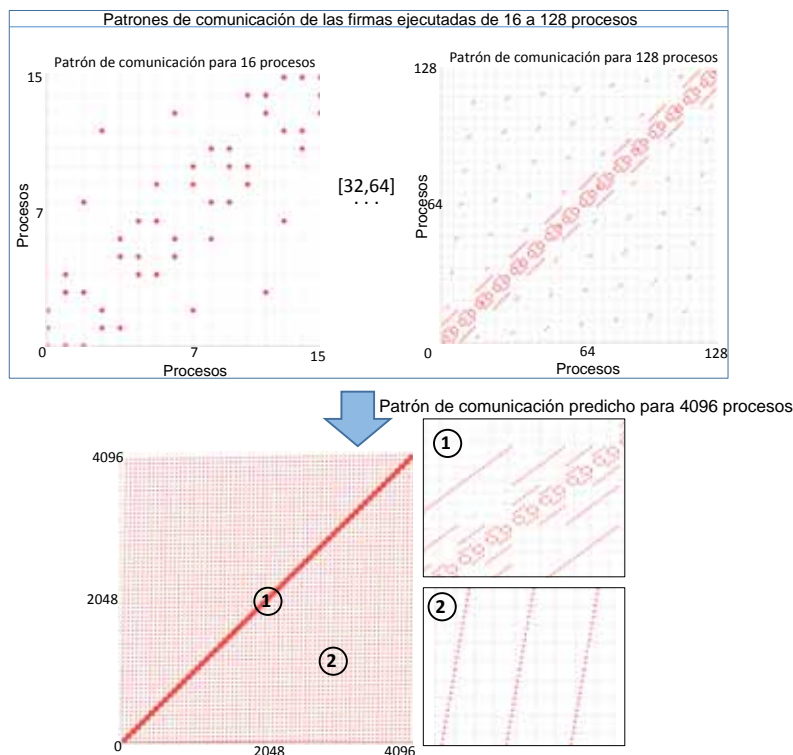 Patrones de comunicación de las firmas ejecutadas de 16 a 128 procesos
Patrón de comunicación para 16 procesos
15
7
0
7
15
Procesos
Procesos
[32,64]
. . .
Patrón de comunicación para 128 procesos
128
64
0
64
128
Procesos
Procesos
Patrón de comunicación predicho para 4096 procesos
4096
2048
0
2048
4096
1
2
1
2